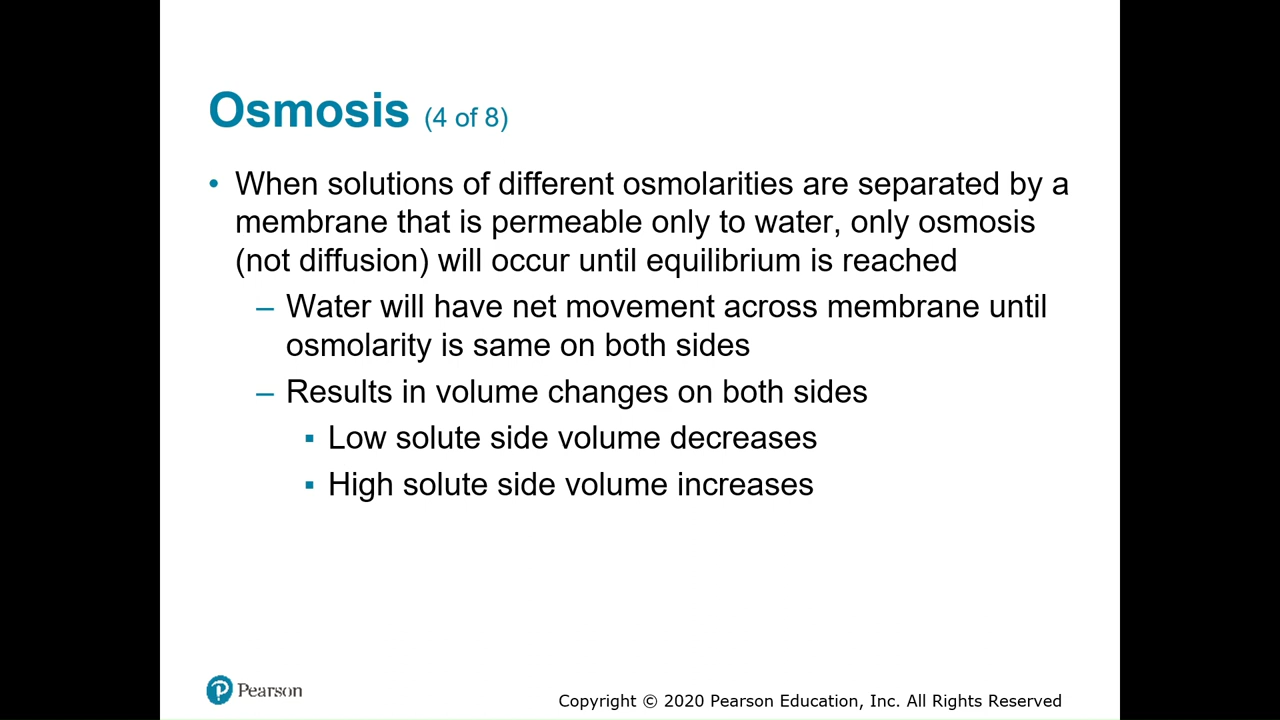 Osmosis (4 of 8)
• When solutions of different osmolarities are separated by a
membrane that is permeable only to water, only osmosis
(not diffusion) will occur until equilibrium is reached
– Water will have net movement across membrane until
osmolarity is same on both sides
– Results in volume changes on both sides
▪ Low solute side volume decreases
▪ High solute side volume increases
P Pearson
Copyright © 2020 Pearson Education, Inc. All Rights Reserved